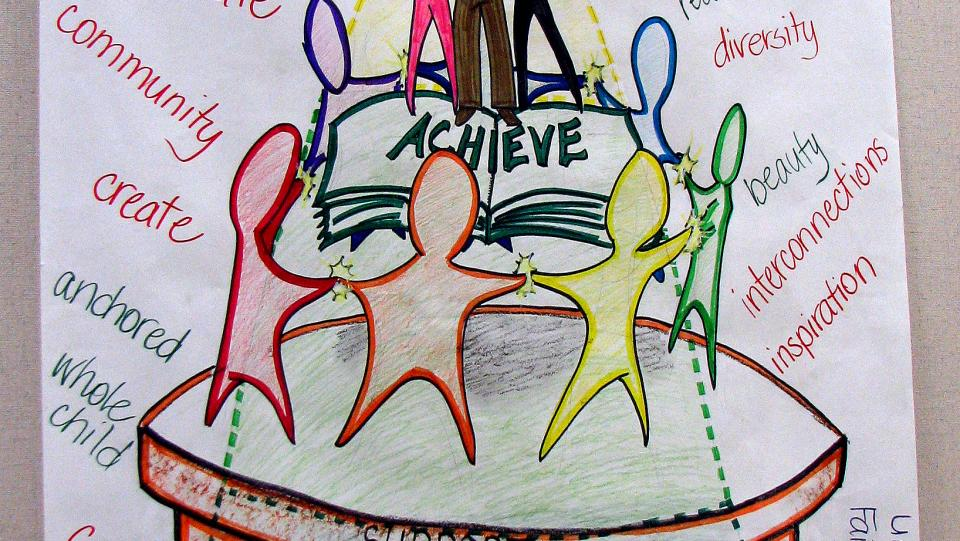 community
create
anchored
whole
child
ACHIEVE
diversity
beauty
interconnections
inspiration